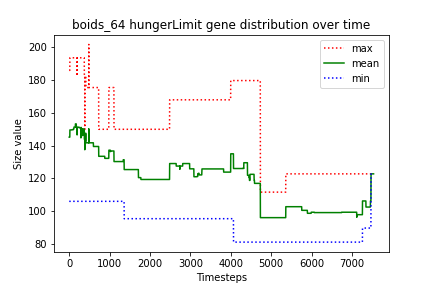 boids_64 hungerLimit gene distribution over time
max
mean
min
Size value
200
180
160
140
120
100
80
0 1000 2000 3000 4000 5000 6000 7000
Timesteps